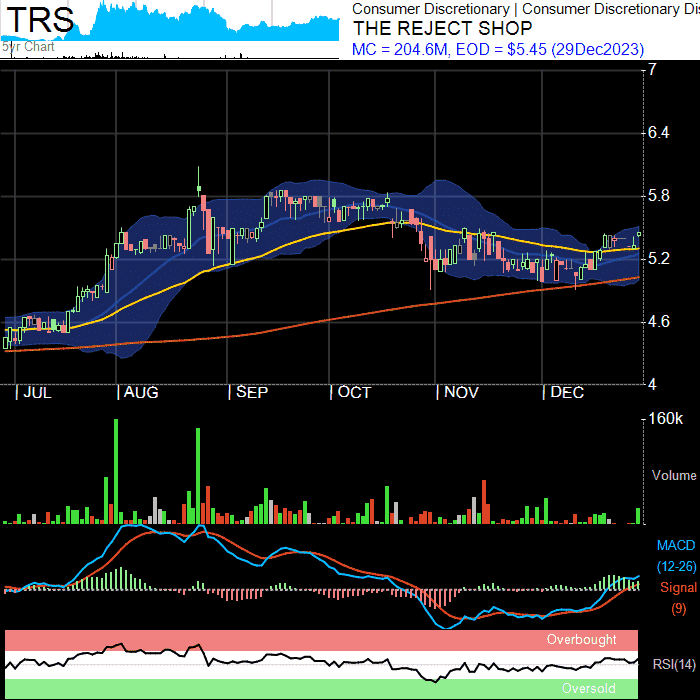 TRS
5yr Chart
Consumer Discretionary | Consumer Discretionary Dis
THE REJECT SHOP
MC = 204.6M, EOD = $5.45 (29Dec2023)
7
6.4
5.8
5.2
4.6
4
JUL
AUG
SEP
OCT
NOV
DEC
160k
Volume
MACD
(12-26)
Signal
(9)
Overbought
RSI(14)
Oversold